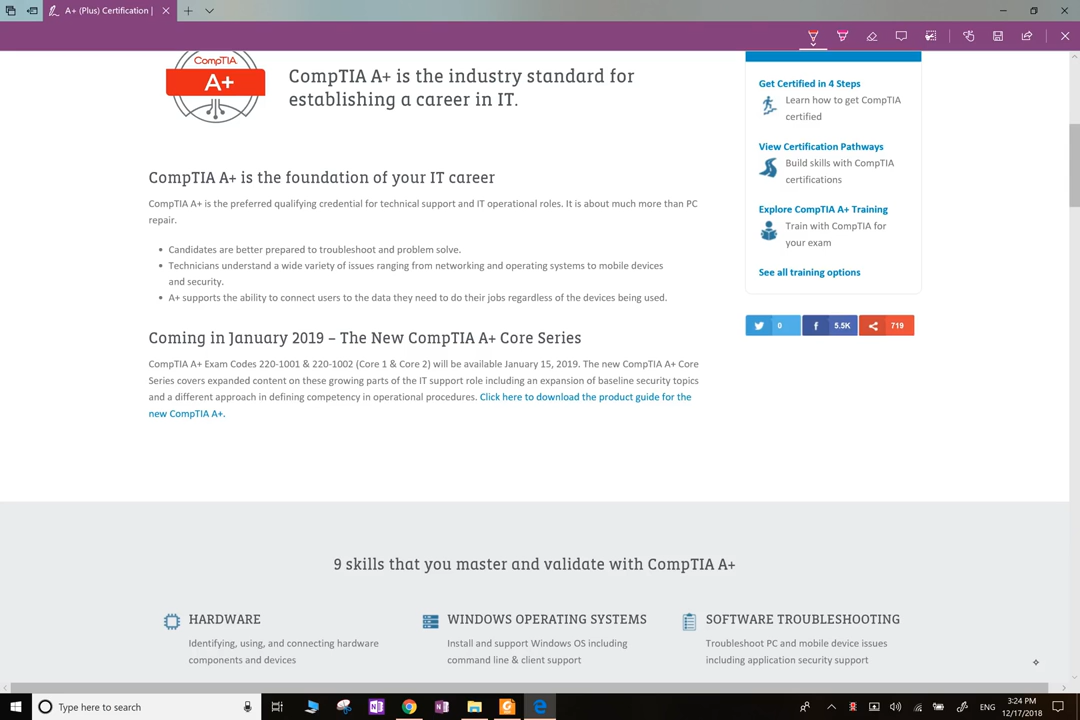 A+ (Plus) Certification |
CompTIA
A+
CompTIA A+ is the industry standard for
establishing a career in IT.
CompTIA A+ is the foundation of your IT career
CompTIA A+ is the preferred qualifying credential for technical support and IT operational roles. It is about much more than PC
repair.
Candidates are better prepared to troubleshoot and problem solve.
Technicians understand a wide variety of issues ranging from networking and operating systems to mobile devices
and security.
A+ supports the ability to connect users to the data they need to do their jobs regardless of the devices being used.
Coming in January 2019 – The New CompTIA A+ Core Series
CompTIA A+ Exam Codes 220-1001 & 220-1002 (Core 1 & Core 2) will be available January 15, 2019. The new CompTIA A+ Core
Series covers expanded content on these growing parts of the IT support role including an expansion of baseline security topics
and a different approach in defining competency in operational procedures. Click here to download the product guide for the
new CompTIA A+.
Get Certified in 4 Steps
Learn how to get CompTIA
certified
View Certification Pathways
Build skills with CompTIA
certifications
Explore CompTIA A+ Training
Train with CompTIA for
your exam
See all training options
0
5.5K
719
9 skills that you master and validate with CompTIA A+
HARDWARE
Identifying, using, and connecting hardware
components and devices
WINDOWS OPERATING SYSTEMS
Install and support Windows OS including
command line & client support
SOFTWARE TROUBLESHOOTING
Troubleshoot PC and mobile device issues
including application security support
Type here to search
ENG
3:24 PM
12/17/2018